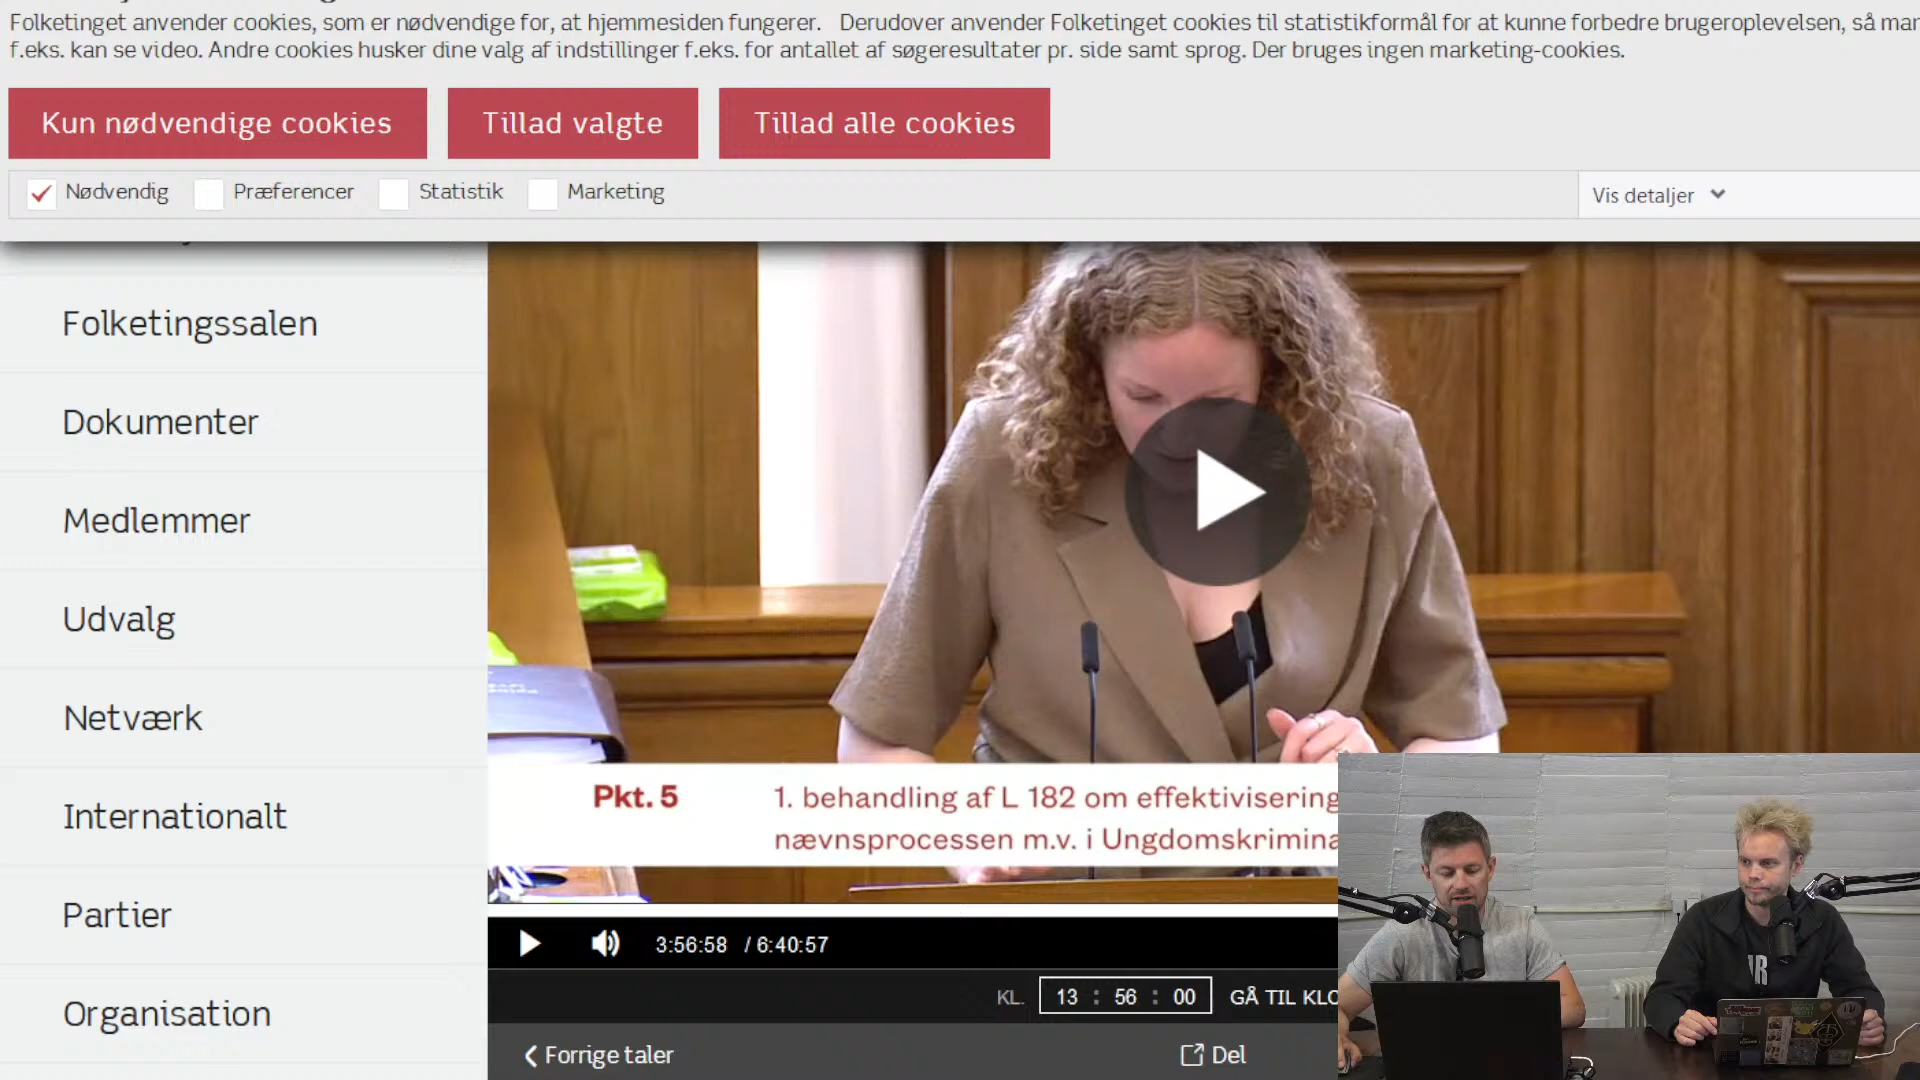 Folketinget anvender cookies, som er nødvendige for, at hjemmesiden fungerer. Derudover anvender Folketinget cookies til statistikformål for at kunne forbedre brugeroplevelsen, så man
f.eks. kan se video. Andre cookies husker dine valg af indstillinger f.eks. for antallet af søgeresultater pr. side samt sprog. Der bruges ingen marketing-cookies.
Kun nødvendige cookies
Tillad valgte
Tillad alle cookies
Nødvendig
Præferencer
Statistik
Marketing
Vis detaljer
Folketingssalen
Dokumenter
Medlemmer
Udvalg
Netværk
Internationalt
Partier
Organisation
Pkt. 5
1. behandling af L 182 om effektivisering
nævnsprocessen m.v. i Ungdomskrimina
3:56:58 / 6:40:57
KL. 13 : 56 : 00 GÅ TIL KLO
Forrige taler
Del